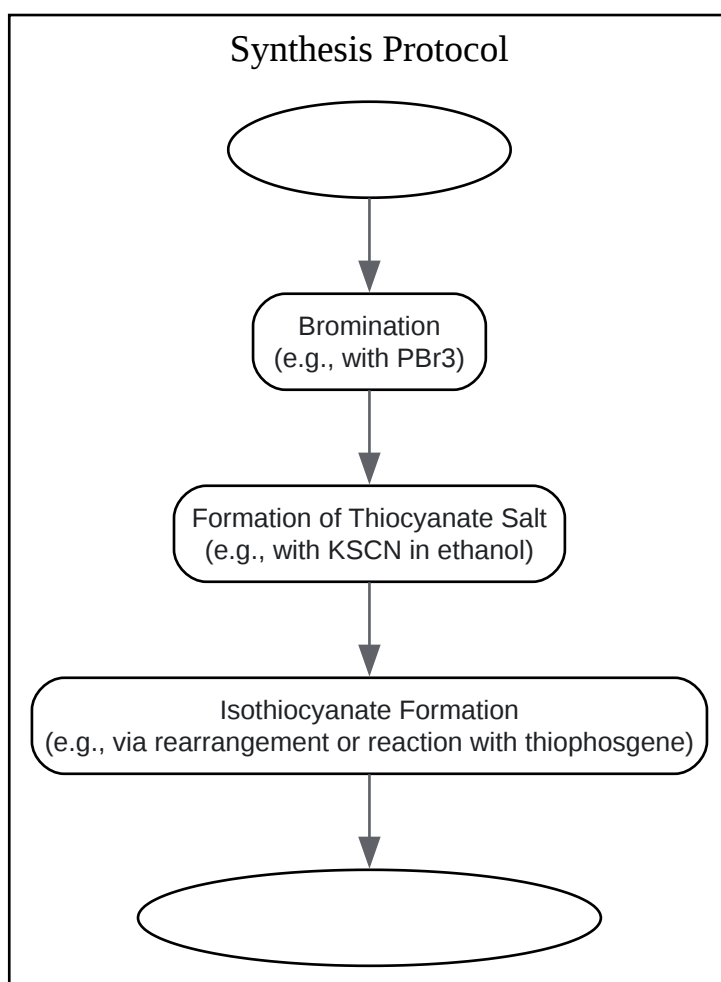 Synthesis Protocol
Bromination
(e.g., with PBr3)
Formation of Thiocyanate Salt
(e.g., with KSCN in ethanol)
Isothiocyanate Formation
(e.g., via rearrangement or reaction with thiophosgene)